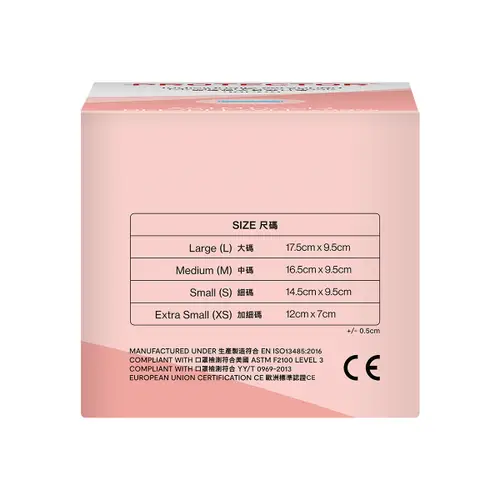 PROTECTOR
SIZE 尺碼
Large (L) 大碼 17.5cm x 9.5cm
Medium (M) 中碼 16.5cm x 9.5cm
Small (S) 細碼 14.5cm x 9.5cm
Extra Small (XS) 加細碼 12cm x 7cm
+/- 0.5cm
MANUFACTURED UNDER 生產製造符合 EN ISO13485:2016
COMPLIANT WITH 口罩檢測符合美國 ASTM F2100 LEVEL 3
COMPLIANT WITH 口罩檢測符合 YY/T 0969-2013
EUROPEAN UNION CERTIFICATION CE 歐洲標準認證CE
CE